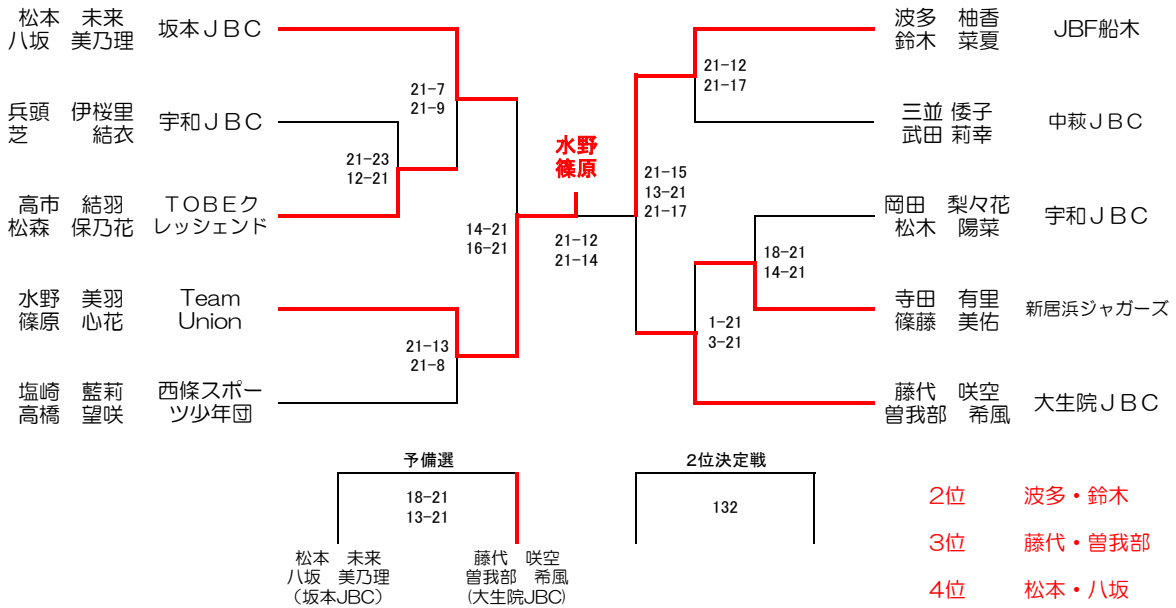 松本　未来
八坂　美乃理
坂本ＪＢＣ
兵頭　伊桜里
芝　　　結衣
宇和ＪＢＣ
高市　結羽
松森　保乃花
ＴＯＢＥク
レッシェンド
水野　美羽
篠原　心花
Team
Union
塩崎　藍莉
高橋　望咲
西條スポー
ツ少年団
21-7
21-9
21-23
12-21
14-21
16-21
21-13
21-8
水野
篠原
21-12
21-14
21-12
21-17
21-15
13-21
21-17
18-21
14-21
1-21
3-21
波多　柚香
鈴木　菜夏
JBF船木
三並 倭子
武田 莉幸
中萩ＪＢＣ
岡田　梨々花
松木　陽菜
宇和ＪＢＣ
寺田　有里
篠藤　美佑
新居浜ジャガーズ
藤代　咲空
曽我部　希風
大生院ＪＢＣ
予備選
18-21
13-21
松本　未来
八坂　美乃理
（坂本JBC）
藤代　咲空
曽我部　希風
(大生院JBC)
2位決定戦
132
2位　波多・鈴木
3位　藤代・曽我部
4位　松本・八坂